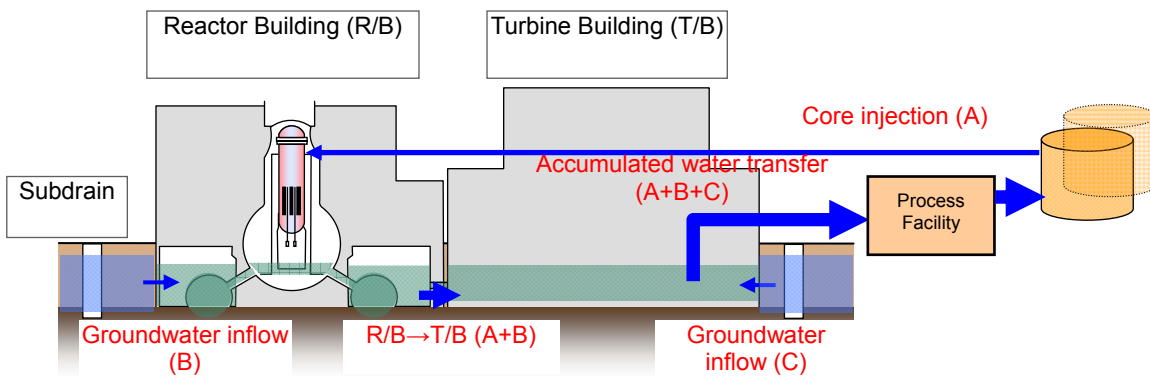 Reactor Building (R/B)
Turbine Building (T/B)
Core injection (A)
Accumulated water transfer
(A+B+C)
Subdrain
Process
Facility
Groundwater inflow
(B)
R/B→T/B (A+B)
Groundwater
inflow (C)